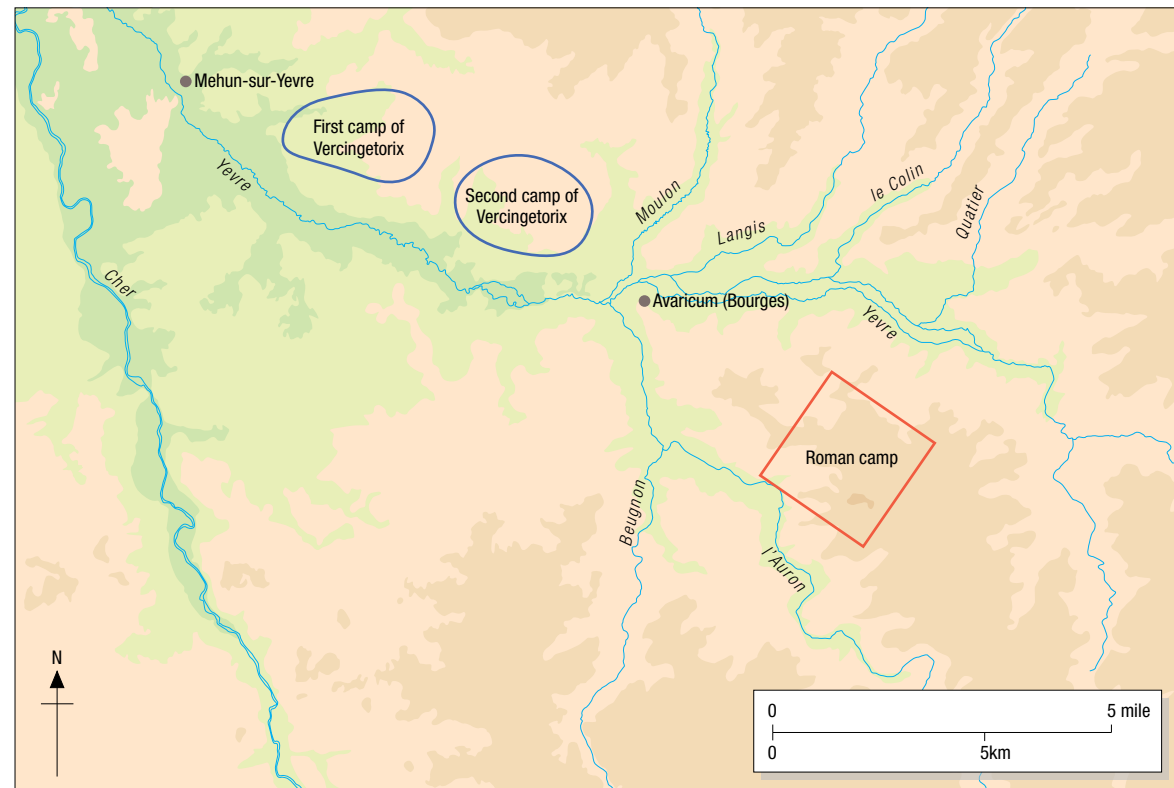 Mehun-sur-Yevre
First camp of
Vercingetorix
Second camp of
Vercingetorix
Yevre
Moulon
Langis
le Colin
Quatier
Cher
Avaricum (Bourges)
Yevre
Roman camp
Beugnon
l'Auron
N
0
5 mile
0
5km